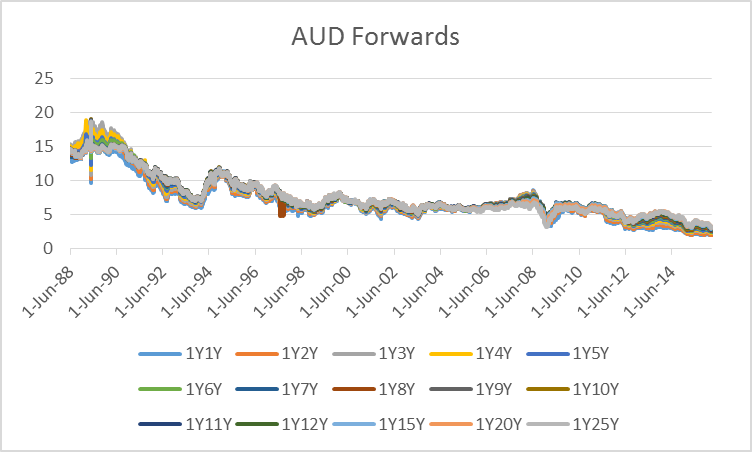 AUD Forwards
25
20
15
10
5
0
1-Jun-88 1-Jun-90 1-Jun-92 1-Jun-94 1-Jun-96 1-Jun-98 1-Jun-00 1-Jun-02 1-Jun-04 1-Jun-06 1-Jun-08 1-Jun-10 1-Jun-12 1-Jun-14
1Y1Y 1Y2Y 1Y3Y 1Y4Y 1Y5Y
1Y6Y 1Y7Y 1Y8Y 1Y9Y 1Y10Y
1Y11Y 1Y12Y 1Y15Y 1Y20Y 1Y25Y